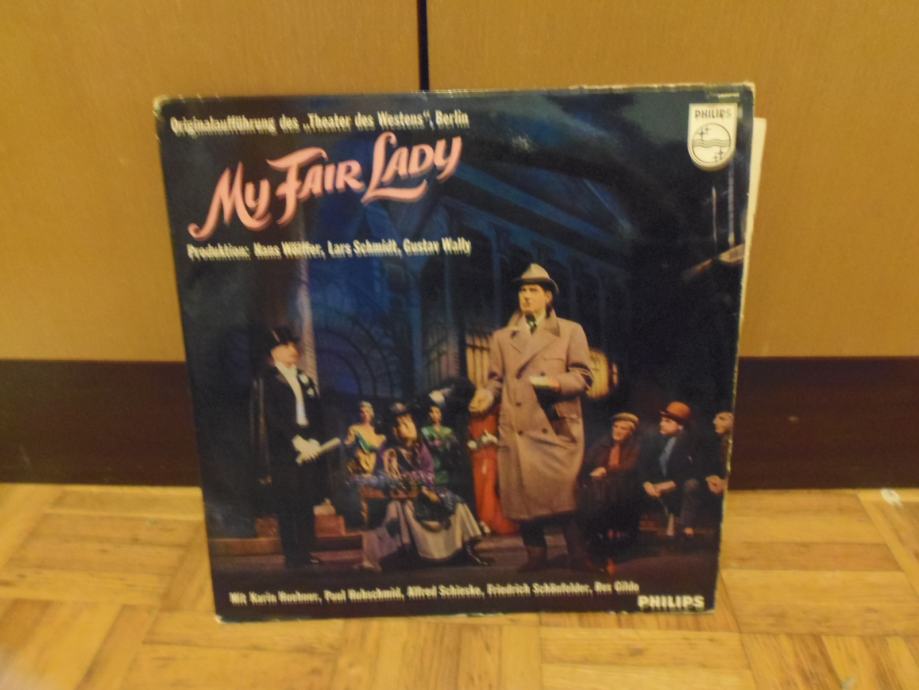 Originalaufführung des „Theater des Westens“, Berlin
PHILIPS
My Fair Lady
Produktion: Hans Wölffer, Lars Schmidt, Gustav Wally
Mit Karin Huebner, Paul Hubschmid, Alfred Schieske, Friedrich Schönfelder, Rex Gildo
PHILIPS